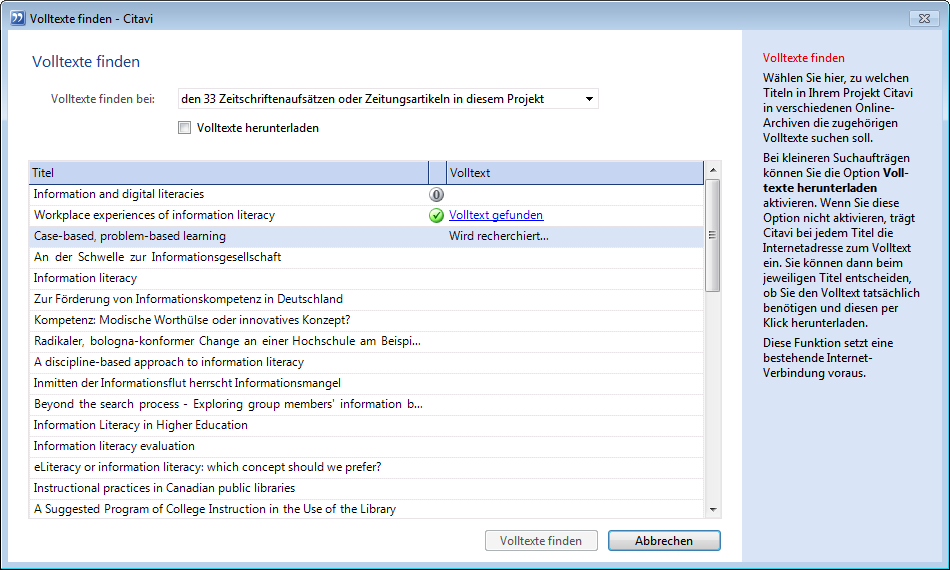 Volltexte finden - Citavi
Volltexte finden
Volltexte finden bei:
den 33 Zeitschriftenaufsätzen oder Zeitungsartikeln in diesem Projekt
Volltexte herunterladen
Titel
Volltext
Information and digital literacies
Workplace experiences of information literacy
Volltext gefunden
Case-based, problem-based learning
Wird recherchiert...
An der Schwelle zur Informationsgesellschaft
Information literacy
Zur Förderung von Informationskompetenz in Deutschland
Kompetenz: Modische Worthülse oder innovatives Konzept?
Radikaler, bologna-konformer Change an einer Hochschule am Beispi...
A discipline-based approach to information literacy
Inmitten der Informationsflut herrscht Informationsmangel
Beyond the search process - Exploring group members' information b...
Information Literacy in Higher Education
Information literacy evaluation
eLiteracy or information literacy: which concept should we prefer?
Instructional practices in Canadian public libraries
A Suggested Program of College Instruction in the Use of the Library
Volltexte finden
Abbrechen
Volltexte finden
Wählen Sie hier, zu welchen
Titeln in Ihrem Projekt Citavi
in verschiedenen Online-
Archiven die zugehörigen
Volltexte suchen soll.
Bei kleineren Suchaufträgen
können Sie die Option Voll-
texte herunterladen
aktivieren. Wenn Sie diese
Option nicht aktivieren, trägt
Citavi bei jedem Titel die
Internetadresse zum Volltext
ein. Sie können dann beim
jeweiligen Titel entscheiden,
ob Sie den Volltext tatsächlich
benötigen und diesen per
Klick herunterladen.
Diese Funktion setzt eine
bestehende Internet-
Verbindung voraus.